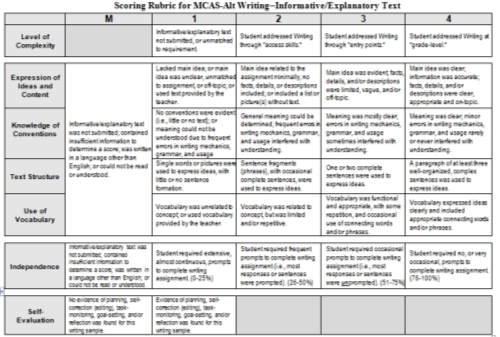 Scoring Rubric for MCAS-Alt Writing–Informative/Explanatory Text
M
1
2
3
4
Level of
Complexity
Informative/explanatory text
not submitted, or unmatched
to requirement.
Student addressed Writing
through "access skills."
Student addressed Writing
through "entry points."
Student addressed Writing at
"grade-level."
Expression of
Ideas and
Content
Lacked main idea; or main
idea was unclear, unmatched
to assignment, or off-topic; or
used text provided by the
teacher.
Main idea related to the
assignment minimally; no
facts, details, or descriptions
included; or included a list or
picture(s) without text.
Main idea was evident; facts,
details, and/or descriptions
were limited, vague, and/or
off-topic.
Main idea was clear;
information was accurate;
facts, details, and/or
descriptions were clear,
appropriate and on-topic.
Knowledge of
Conventions
Informative/explanatory text
was not submitted; contained
insufficient information to
determine a score; was written
in a language other than
English, or could not be read
or understood.
No conventions were evident
(i.e., little or no text); or
meaning could not be
understood due to frequent
errors in writing mechanics,
grammar, and usage
General meaning could be
determined; frequent errors in
writing mechanics, grammar,
and usage interfered with
understanding.
Meaning was mostly clear;
errors in writing mechanics,
grammar, and usage
sometimes interfered with
understanding.
Meaning was clear; minor
errors in writing mechanics,
grammar, and usage rarely
or never interfered with
understanding.
Text Structure
Single words or pictures were
used to express ideas, with
little or no sentence
formation.
Sentence fragments
(phrases), with occasional
complete sentences, were
used to express ideas.
One or two complete
sentences were used to
express ideas.
A paragraph of at least three
well-organized, complex
sentences was used to
express ideas.
Use of
Vocabulary
Vocabulary was unrelated to
concept, or used vocabulary
provided by the teacher.
Vocabulary was related to
concept, but was limited
and/or repetitive.
Vocabulary was functional
and appropriate, with some
repetition, and occasional
use of connecting words
and/or phrases.
Vocabulary expressed ideas
clearly and included
appropriate connecting words
and/or phrases.
Independence
Informative/explanatory text was
not submitted, contained
insufficient information to
determine a score; was written in
a language other than English; or
could not be read or understood.
Student required extensive,
almost continuous, prompts
to complete writing
assignment. (0-25%)
Student required frequent
prompts to complete writing
assignment (i.e., most
responses or sentences
were prompted). (26-50%)
Student required occasional
prompts to complete writing
assignment (i.e., most
responses or sentences
were unprompted). (51-75%)
Student required no, or very
occasional, prompts to
complete writing assignment.
(76-100%)
Self-
Evaluation
No evidence of planning, self-
correction (editing), task-
monitoring, goal-setting, and/or
reflection was found for this
writing sample.
Evidence of planning, self-
correction (editing), task-
monitoring, goal-setting, and/or
reflection was found for this
writing sample.